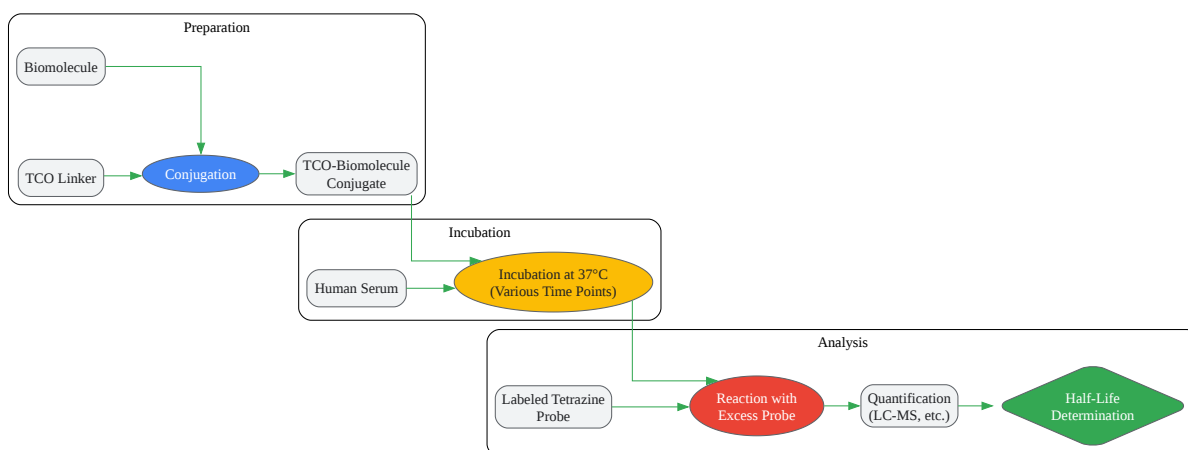 Preparation
Biomolecule
TCO Linker
Conjugation
TCO-Biomolecule
Conjugate
Incubation
Human Serum
Incubation at 37°C
(Various Time Points)
Analysis
Labeled Tetrazine
Probe
Reaction with
Excess Probe
Quantification
(LC-MS, etc.)
Half-Life
Determination